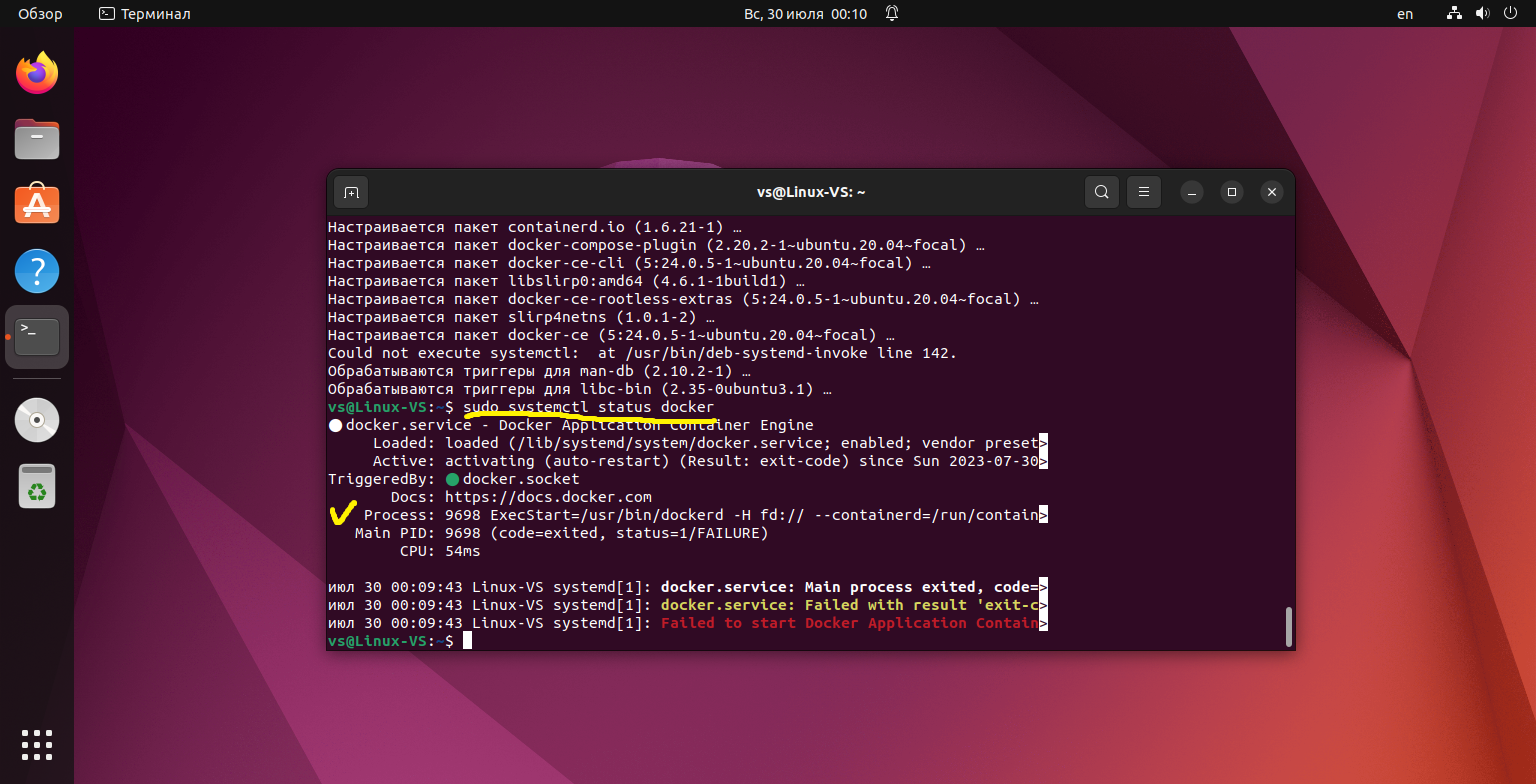 Обзор
Терминал
Вс, 30 июля 00:10
en
vs@Linux-VS: ~
Настраивается пакет containerd.io (1.6.21-1) …
Настраивается пакет docker-compose-plugin (2.20.2-1~ubuntu.20.04~focal) …
Настраивается пакет docker-ce-cli (5:24.0.5-1~ubuntu.20.04~focal) …
Настраивается пакет libslirp0:amd64 (4.6.1-1build1) …
Настраивается пакет docker-ce-rootless-extras (5:24.0.5-1~ubuntu.20.04~focal) …
Настраивается пакет slirp4netns (1.0.1-2) …
Настраивается пакет docker-ce (5:24.0.5-1~ubuntu.20.04~focal) …
Could not execute systemctl:  at /usr/bin/deb-systemd-invoke line 142.
Обрабатываются триггеры для man-db (2.10.2-1) …
Обрабатываются триггеры для libc-bin (2.35-0ubuntu3.1) …
vs@Linux-VS:~$ sudo systemctl status docker
● docker.service - Docker Application Container Engine
Loaded: loaded (/lib/systemd/system/docker.service; enabled; vendor preset>
Active: activating (auto-restart) (Result: exit-code) since Sun 2023-07-30>
TriggeredBy: ● docker.socket
Docs: https://docs.docker.com
Process: 9698 ExecStart=/usr/bin/dockerd -H fd:// --containerd=/run/contain>
Main PID: 9698 (code=exited, status=1/FAILURE)
CPU: 54ms
июл 30 00:09:43 Linux-VS systemd[1]: docker.service: Main process exited, code=>
июл 30 00:09:43 Linux-VS systemd[1]: docker.service: Failed with result 'exit-c>
июл 30 00:09:43 Linux-VS systemd[1]: Failed to start Docker Application Contain>
vs@Linux-VS:~$